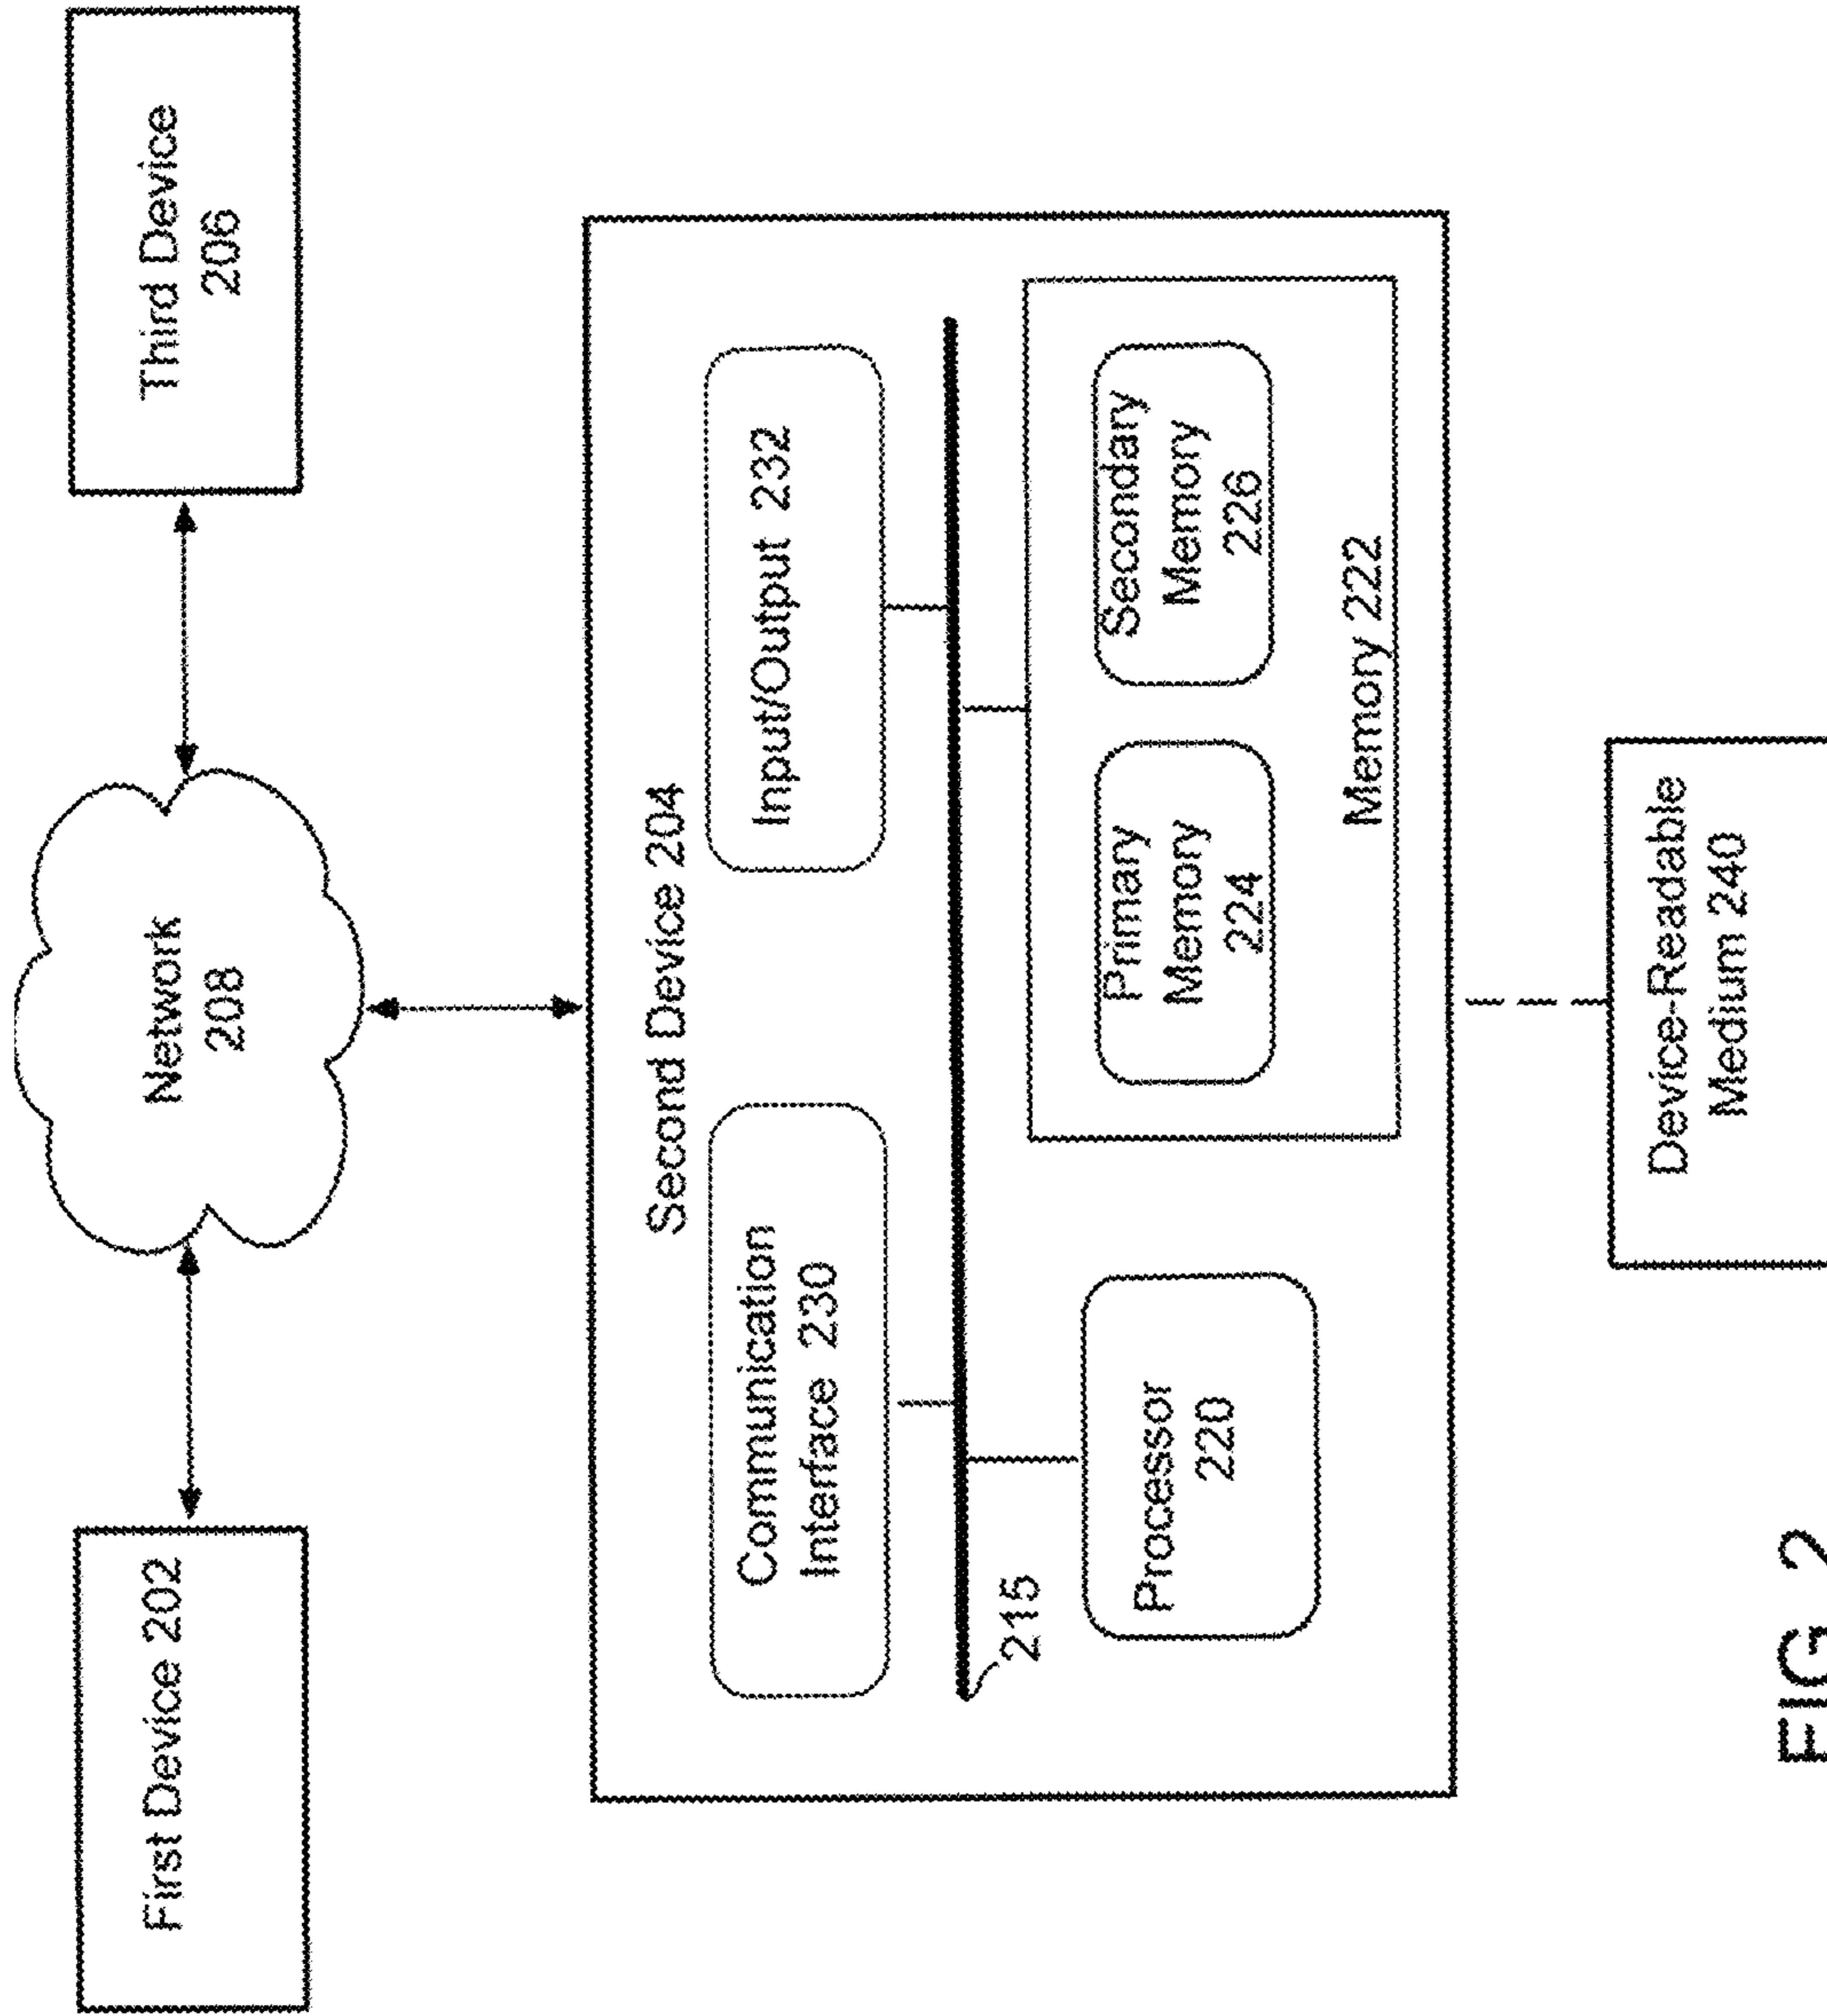 First Device 202
Network
208
Third Device
206
Second Device 204
Communication
Interface 230
Input/Output 232
215
Processor
220
Primary
Memory
224
Secondary
Memory
226
Memory 222
Device-Readable
Medium 240
FIG 2